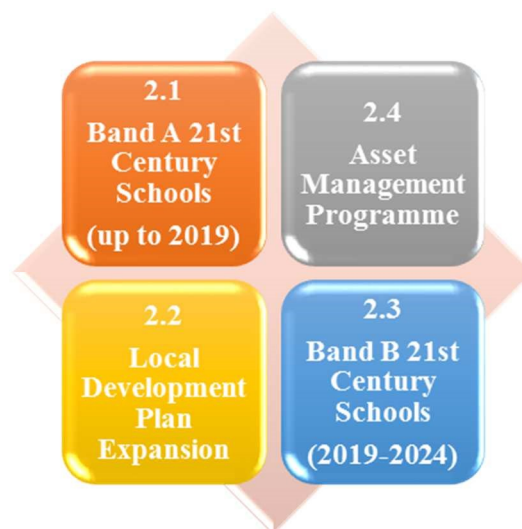 2.1
Band A 21st
Century
Schools
(up to 2019)
2.4
Asset
Management
Programme
2.2
Local
Development
Plan
Expansion
2.3
Band B 21st
Century
Schools
(2019-2024)